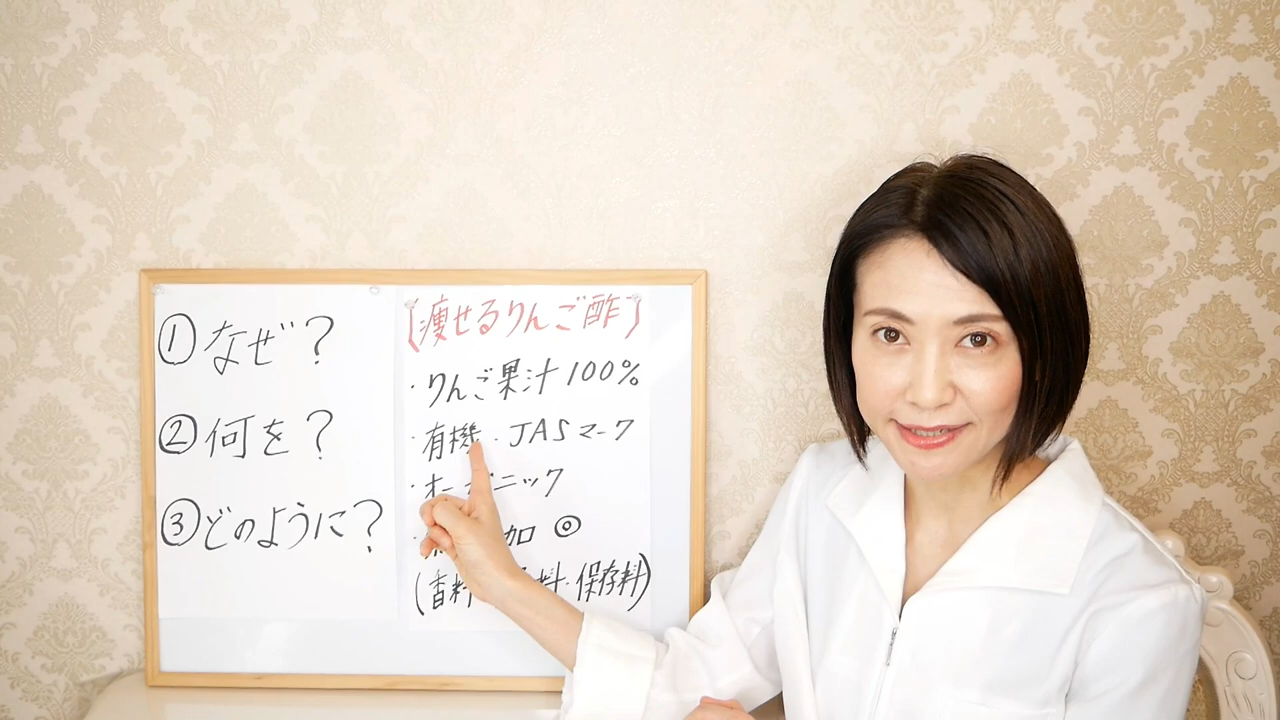 ① なぜ？
② 何を？
③ どのように？
[痩せるりんご酢]
・りんご果汁100%
・有機・JASマーク
・オーガニック
・無 加 ◎
(香料 料・保存料)